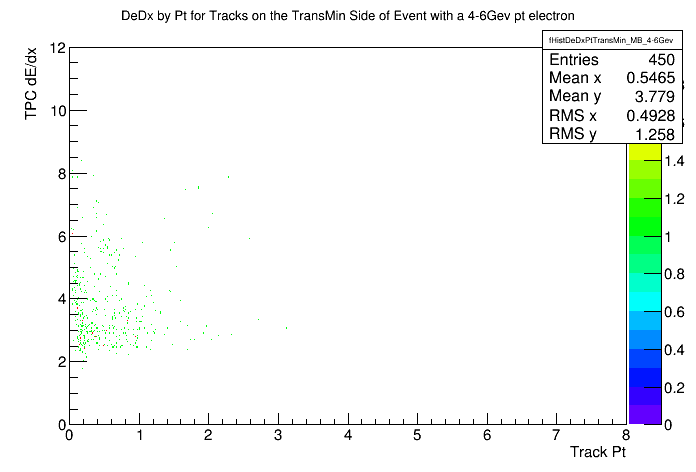 DeDx by Pt for Tracks on the TransMin Side of Event with a 4-6Gev pt electron
fHistDeDxPtTransMin_MB_4-6Gev
Entries 450
Mean x 0.5465
Mean y 3.779
RMS x 0.4928
RMS y 1.258
TPC dE/dx
12
10
8
6
4
2
0
0 1 2 3 4 5 6 7 8
Track Pt
1.4
1.2
1
0.8
0.6
0.4
0.2
0